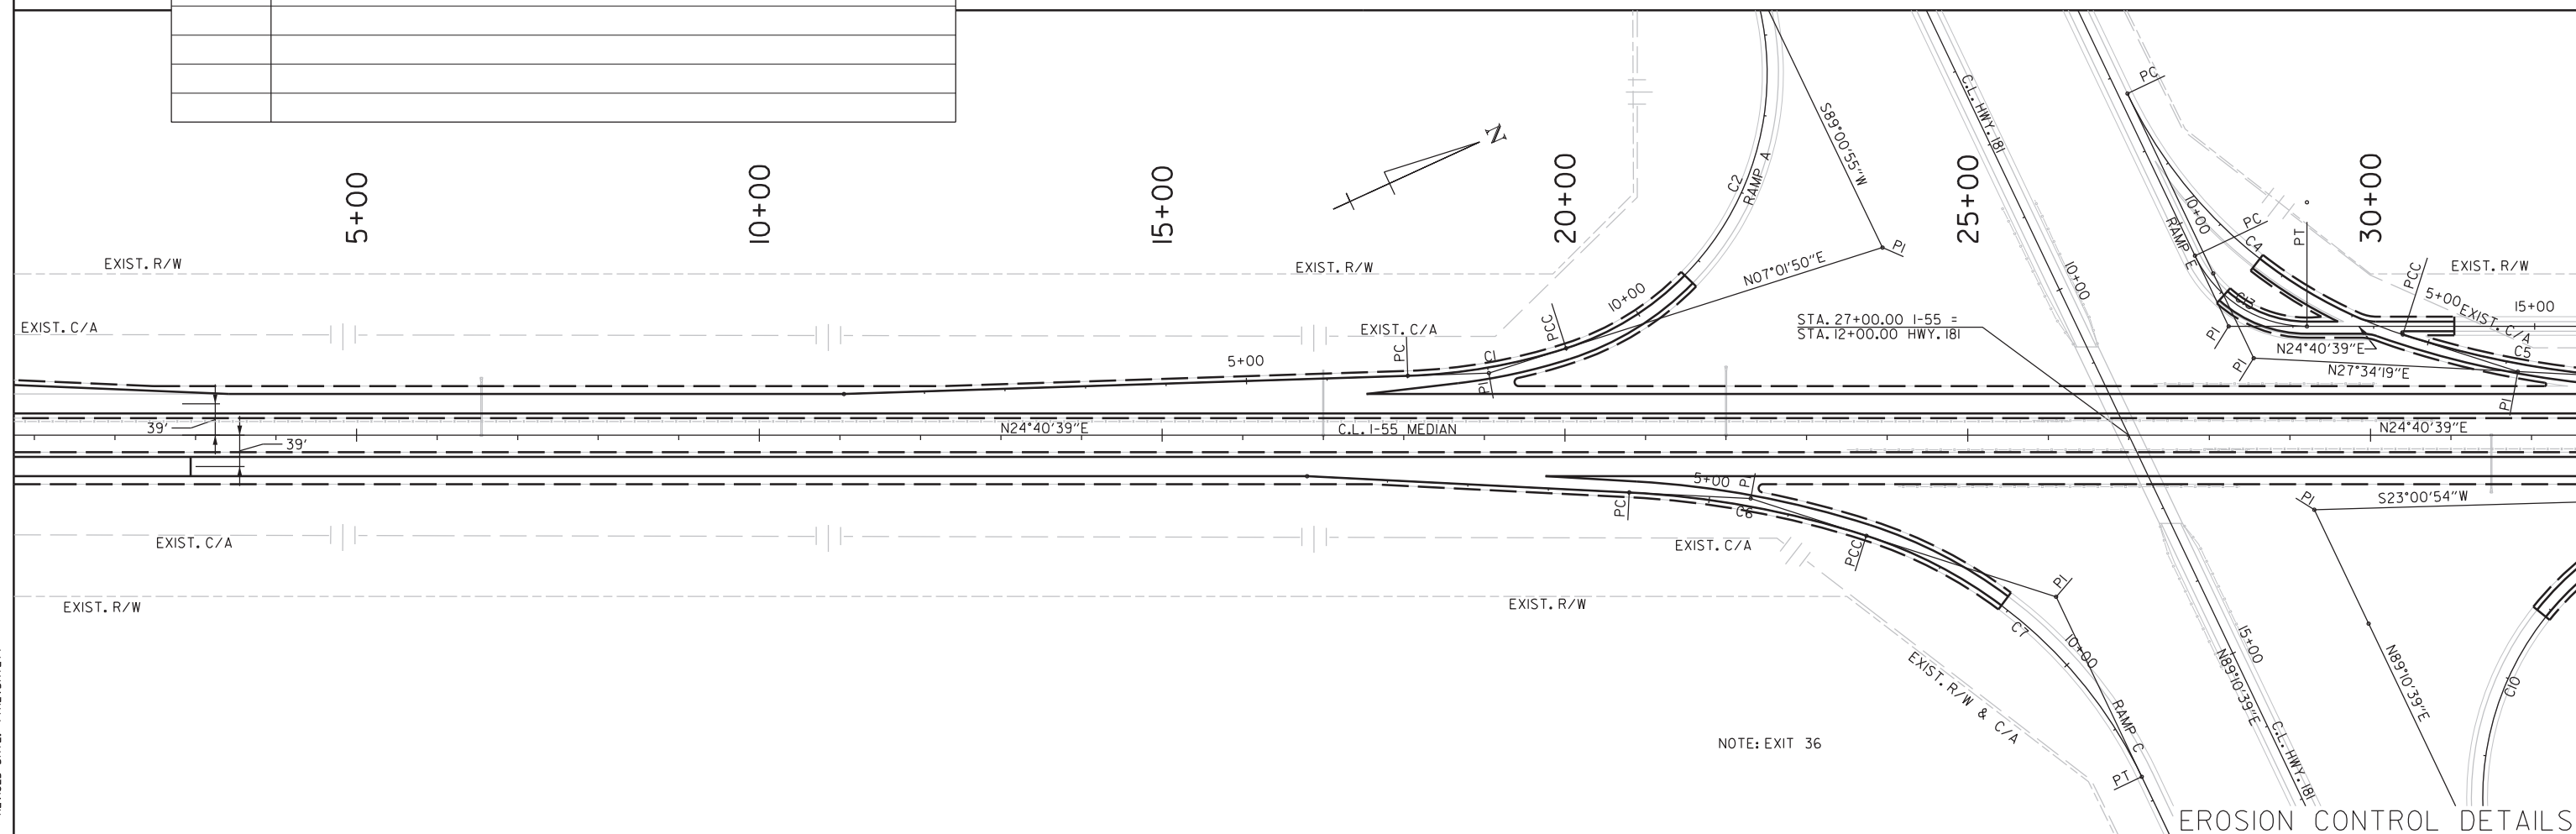 5+00
10+00
15+00
20+00
25+00
30+00
N
PC
C.L. HWY. 181
S89°00'55"W
C2
RAMP A
PI
N07°01'50"E
10+00
EXIST. R/W
EXIST. R/W
EXIST. R/W
EXIST. C/A
EXIST. C/A
EXIST. C/A
10+00
RAMP E
10+00
PC
C4
PT
PCC
5+00
15+00
C13
PI
PI
N24°40'39"E
N27°34'19"E
C5
PI
STA. 27+00.00 I-55 =
STA. 12+00.00 HWY. 181
5+00
PC
C1
PI
PCC
39'
39'
N24°40'39"E
C.L. I-55 MEDIAN
N24°40'39"E
5+00
PI
PC
C6
PCC
PI
S23°00'54"W
PI
EXIST. C/A
EXIST. C/A
EXIST. R/W
EXIST. R/W
C7
10+00
RAMP C
PT
EXIST. R/W & C/A
15+00
N89°10'39"E
C.L. HWY. 181
N89°10'39"E
C10
NOTE: EXIT 36
EROSION CONTROL DETAILS